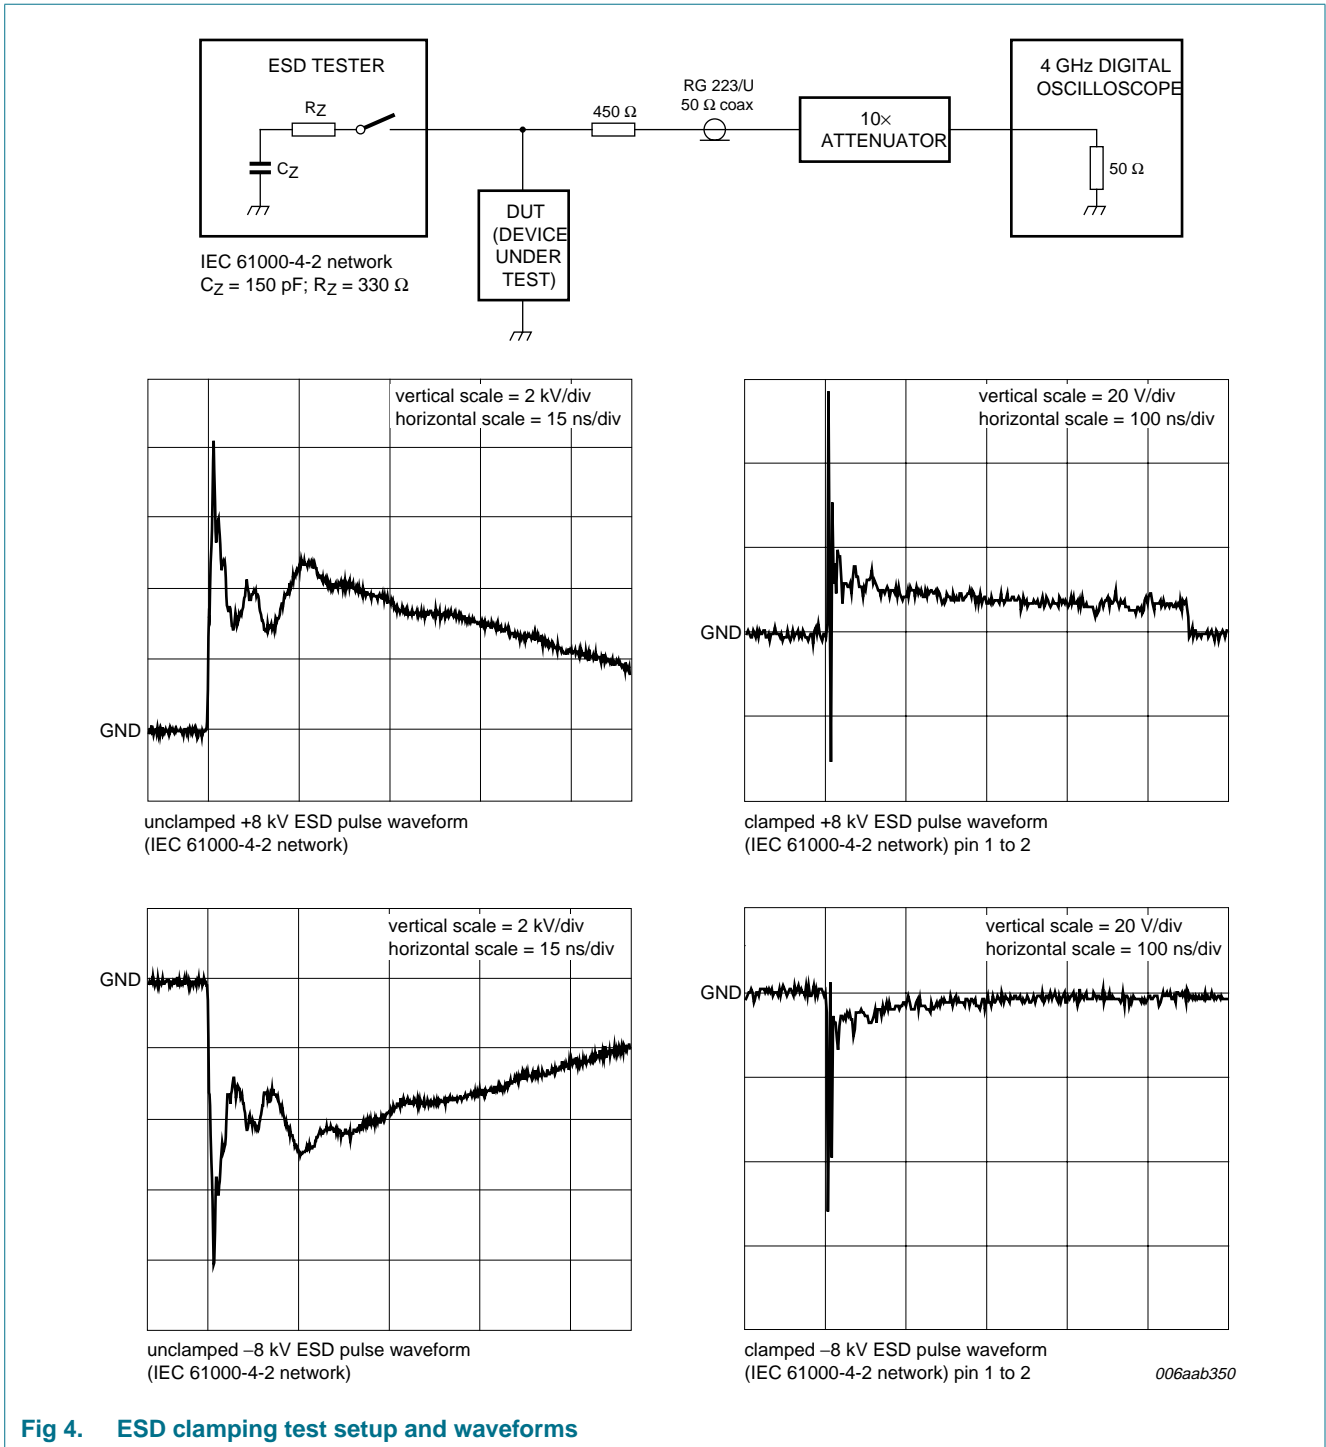 ESD TESTER
RZ
CZ
IEC 61000-4-2 network
CZ = 150 pF; RZ = 330 Ω
DUT
(DEVICE
UNDER
TEST)
450 Ω
RG 223/U
50 Ω coax
10×
ATTENUATOR
4 GHz DIGITAL
OSCILLOSCOPE
50 Ω
vertical scale = 2 kV/div
horizontal scale = 15 ns/div
GND
unclamped +8 kV ESD pulse waveform
(IEC 61000-4-2 network)
vertical scale = 20 V/div
horizontal scale = 100 ns/div
GND
clamped +8 kV ESD pulse waveform
(IEC 61000-4-2 network) pin 1 to 2
vertical scale = 2 kV/div
horizontal scale = 15 ns/div
GND
unclamped −8 kV ESD pulse waveform
(IEC 61000-4-2 network)
vertical scale = 20 V/div
horizontal scale = 100 ns/div
GND
clamped −8 kV ESD pulse waveform
(IEC 61000-4-2 network) pin 1 to 2
006aab350
Fig 4. ESD clamping test setup and waveforms